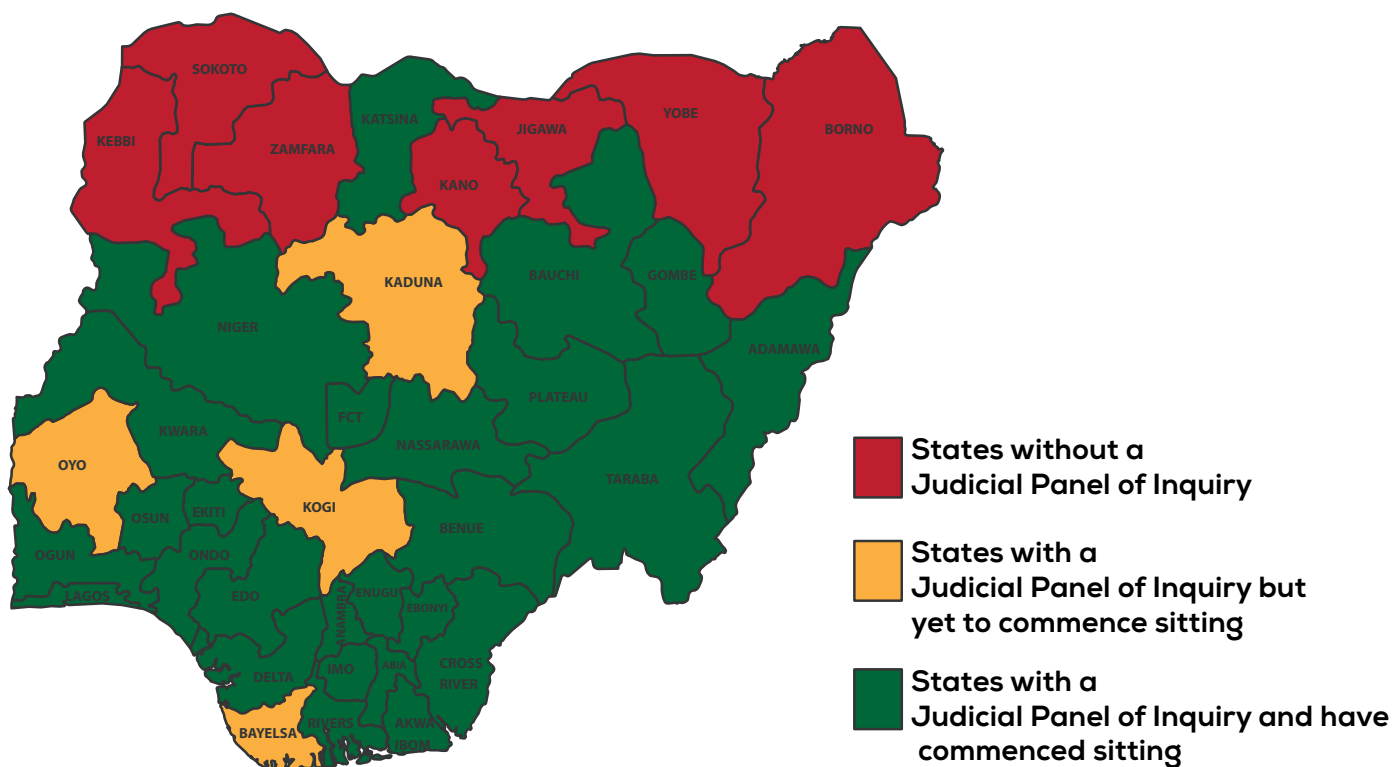 SOKOTO
KEBBI
ZAMFARA
KATSINA
KANO
JIGAWA
YOBE
BORNO
KADUNA
BAUCHI
GOMBE
NIGER
ADAMAWA
PLATEAU
FCT
KWARA
NASSARAWA
OYO
TARABA
KOGI
OSUN
EKITI
BENUE
OGUN
ONDO
LAGOS
EDO
ANAMBRA
ENUGU
EBONYI
DELTA
IMO
ABIA
CROSS
RIVER
BAYELSA
RIVERS
AKWA
IBOM
States without a
Judicial Panel of Inquiry
States with a
Judicial Panel of Inquiry but
yet to commence sitting
States with a
Judicial Panel of Inquiry and have
commenced sitting